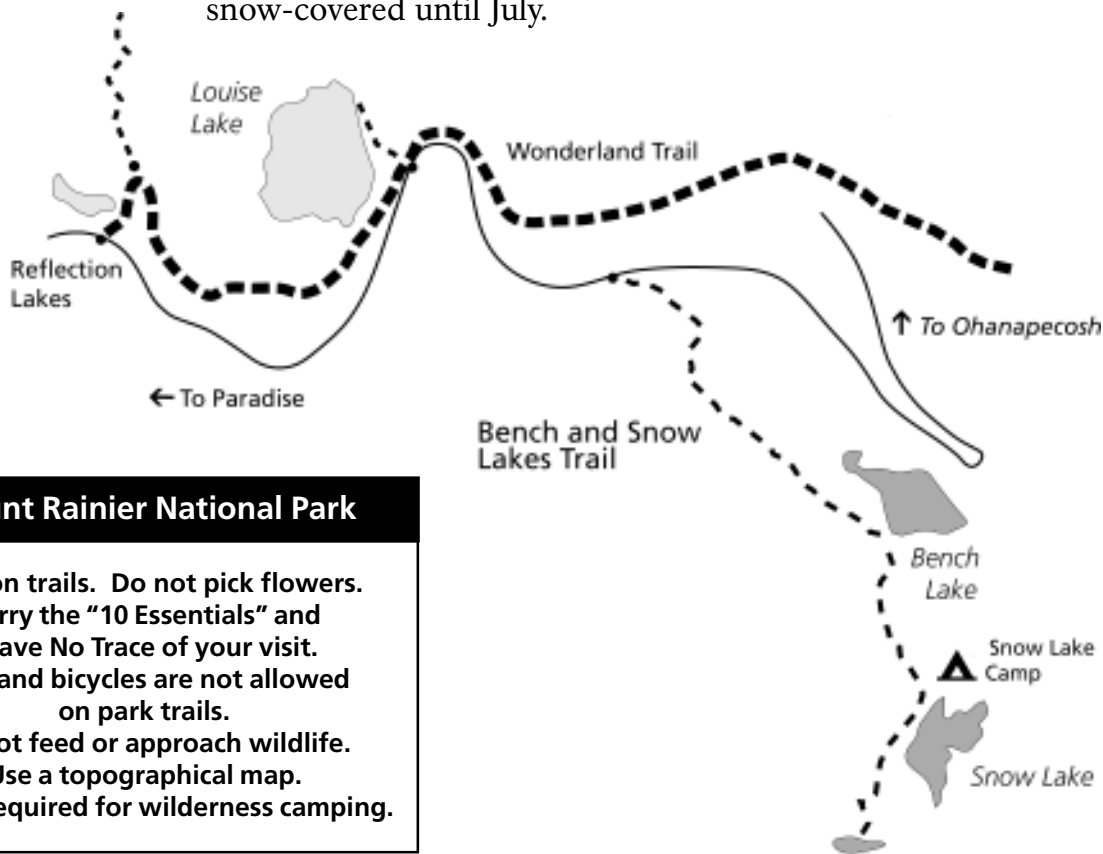 snow-covered until July.
Louise
Lake
Wonderland Trail
Reflection
Lakes
↑ To Ohanapecosh
← To Paradise
Bench and Snow
Lakes Trail
Bench
Lake
Snow Lake
Camp
Snow Lake
nt Rainier National Park
on trails. Do not pick flowers.
rry the “10 Essentials” and
ave No Trace of your visit.
and bicycles are not allowed
on park trails.
ot feed or approach wildlife.
Use a topographical map.
equired for wilderness camping.